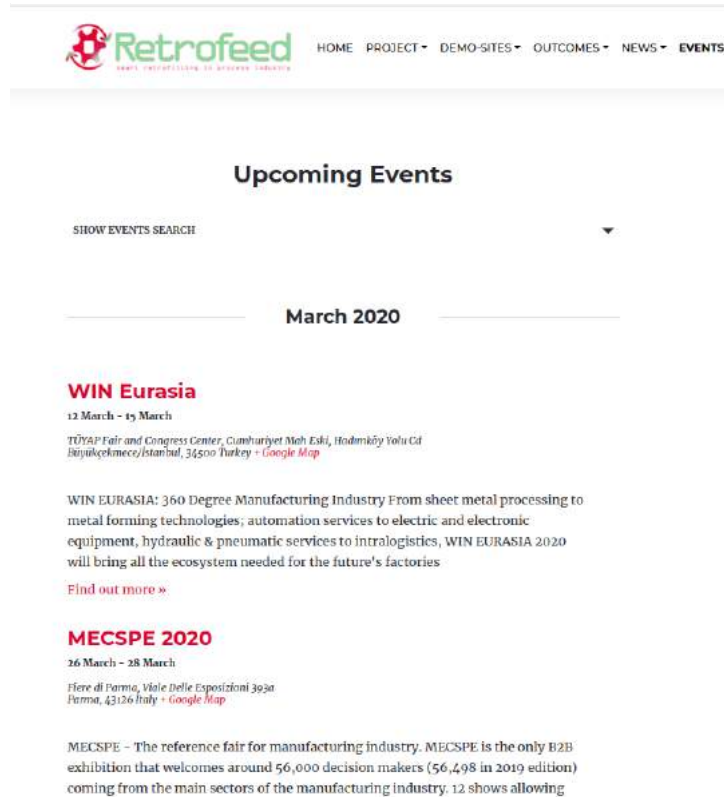 Retrofeed
smart retrofitting in process industry
HOME PROJECT DEMO-SITES OUTCOMES NEWS EVENTS
Upcoming Events
SHOW EVENTS SEARCH
March 2020
WIN Eurasia
12 March - 15 March
TÜYAP Fair and Congress Center, Cumhuriyet Mah Eski, Hadımköy Yolu Cd
Büyükçekmece/İstanbul, 34500 Turkey + Google Map
WIN EURASIA: 360 Degree Manufacturing Industry From sheet metal processing to
metal forming technologies; automation services to electric and electronic
equipment, hydraulic & pneumatic services to intralogistics, WIN EURASIA 2020
will bring all the ecosystem needed for the future's factories
Find out more »
MECSPE 2020
26 March - 28 March
Fiere di Parma, Viale Delle Esposizioni 393a
Parma, 43126 Italy + Google Map
MECSPE – The reference fair for manufacturing industry. MECSPE is the only B2B
exhibition that welcomes around 56,000 decision makers (56,498 in 2019 edition)
coming from the main sectors of the manufacturing industry. 12 shows allowing